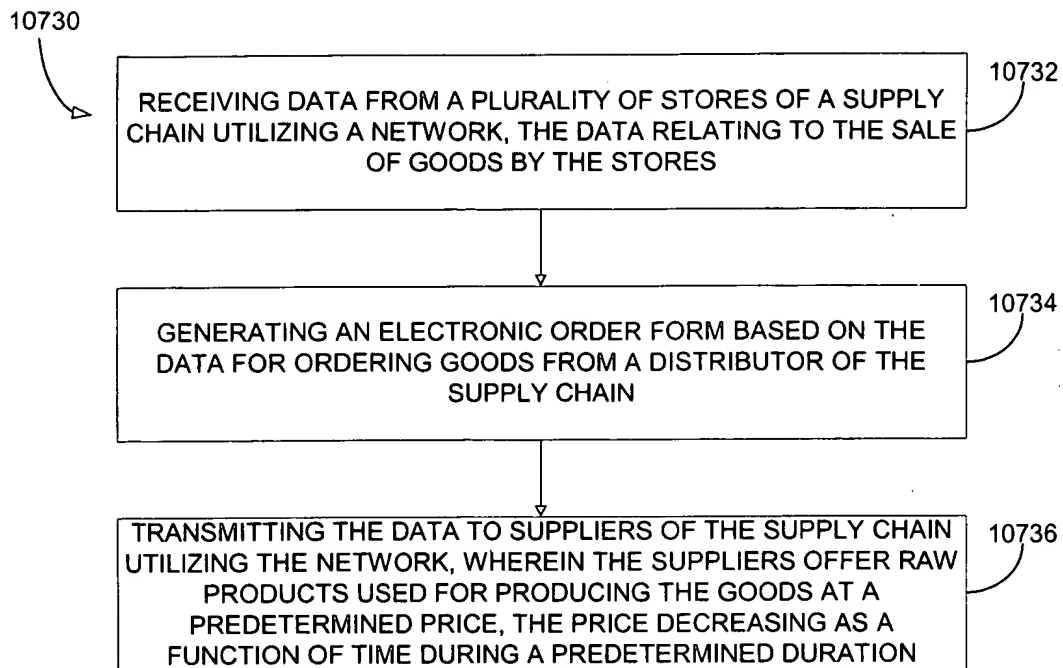 10730
10732
RECEIVING DATA FROM A PLURALITY OF STORES OF A SUPPLY
CHAIN UTILIZING A NETWORK, THE DATA RELATING TO THE SALE
OF GOODS BY THE STORES
10734
GENERATING AN ELECTRONIC ORDER FORM BASED ON THE
DATA FOR ORDERING GOODS FROM A DISTRIBUTOR OF THE
SUPPLY CHAIN
10736
TRANSMITTING THE DATA TO SUPPLIERS OF THE SUPPLY CHAIN
UTILIZING THE NETWORK, WHEREIN THE SUPPLIERS OFFER RAW
PRODUCTS USED FOR PRODUCING THE GOODS AT A
PREDETERMINED PRICE, THE PRICE DECREASING AS A
FUNCTION OF TIME DURING A PREDETERMINED DURATION